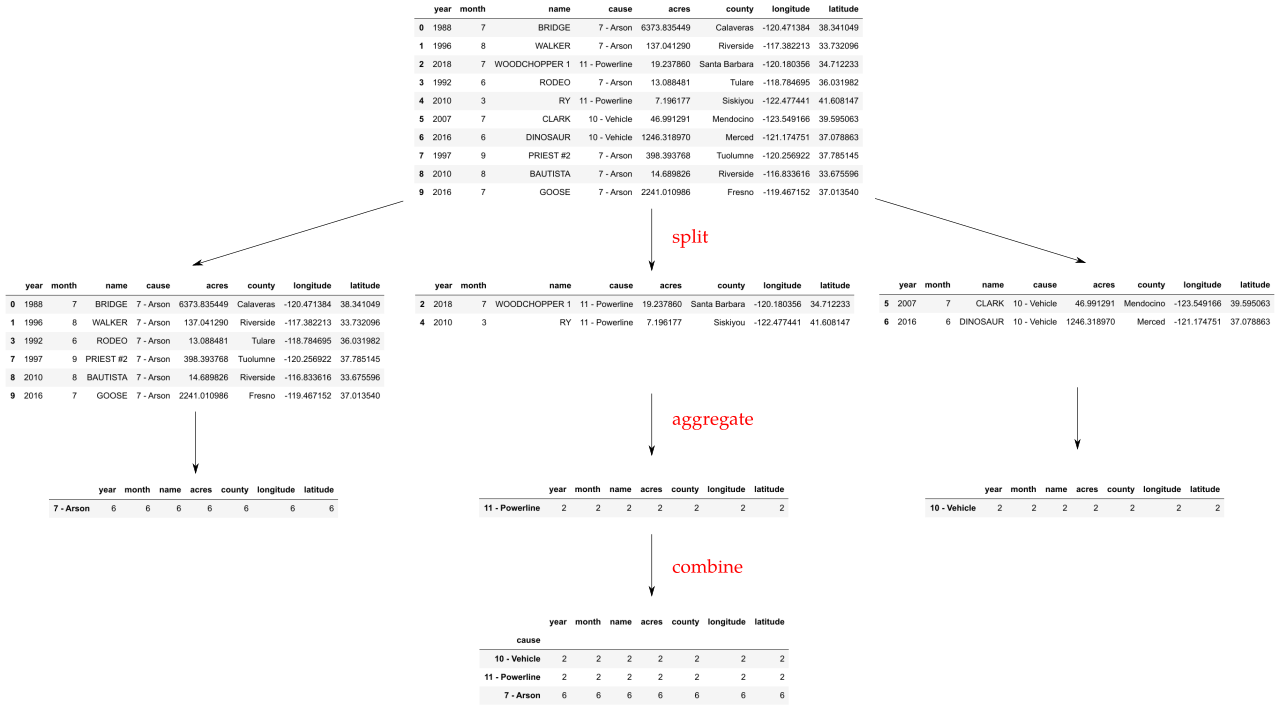 year month name cause acres county longitude latitude
0 1988 7 BRIDGE 7 - Arson 6373.835449 Calaveras -120.471384 38.341049
1 1996 8 WALKER 7 - Arson 137.041290 Riverside -117.382213 33.732096
2 2018 7 WOODCHOPPER 1 11 - Powerline 19.237860 Santa Barbara -120.180356 34.712233
3 1992 6 RODEO 7 - Arson 13.088481 Tulare -118.784695 36.031982
4 2010 3 RY 11 - Powerline 7.196177 Siskiyou -122.477441 41.608147
5 2007 7 CLARK 10 - Vehicle 46.991291 Mendocino -123.549166 39.595063
6 2016 6 DINOSAUR 10 - Vehicle 1246.318970 Merced -121.174751 37.078863
7 1997 9 PRIEST #2 7 - Arson 398.393768 Tuolumne -120.256922 37.785145
8 2010 8 BAUTISTA 7 - Arson 14.689826 Riverside -116.833616 33.675596
9 2016 7 GOOSE 7 - Arson 2241.010986 Fresno -119.467152 37.013540
split
year month name cause acres county longitude latitude
0 1988 7 BRIDGE 7 - Arson 6373.835449 Calaveras -120.471384 38.341049
1 1996 8 WALKER 7 - Arson 137.041290 Riverside -117.382213 33.732096
3 1992 6 RODEO 7 - Arson 13.088481 Tulare -118.784695 36.031982
7 1997 9 PRIEST #2 7 - Arson 398.393768 Tuolumne -120.256922 37.785145
8 2010 8 BAUTISTA 7 - Arson 14.689826 Riverside -116.833616 33.675596
9 2016 7 GOOSE 7 - Arson 2241.010986 Fresno -119.467152 37.013540
year month name cause acres county longitude latitude
2 2018 7 WOODCHOPPER 1 11 - Powerline 19.237860 Santa Barbara -120.180356 34.712233
4 2010 3 RY 11 - Powerline 7.196177 Siskiyou -122.477441 41.608147
year month name cause acres county longitude latitude
5 2007 7 CLARK 10 - Vehicle 46.991291 Mendocino -123.549166 39.595063
6 2016 6 DINOSAUR 10 - Vehicle 1246.318970 Merced -121.174751 37.078863
aggregate
year month name acres county longitude latitude
7 - Arson 6 6 6 6 6 6 6
year month name acres county longitude latitude
11 - Powerline 2 2 2 2 2 2 2
year month name acres county longitude latitude
10 - Vehicle 2 2 2 2 2 2 2
combine
year month name acres county longitude latitude
cause
10 - Vehicle 2 2 2 2 2 2 2
11 - Powerline 2 2 2 2 2 2 2
7 - Arson 6 6 6 6 6 6 6